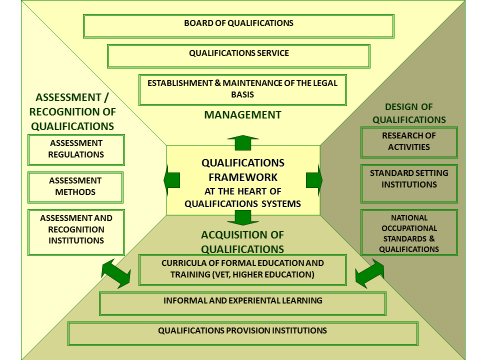 BOARD OF QUALIFICATIONS
QUALIFICATIONS SERVICE
ESTABLISHMENT & MAINTENANCE OF THE LEGAL
BASIS
MANAGEMENT
ASSESSMENT /
RECOGNITION OF
QUALIFICATIONS
ASSESSMENT
REGULATIONS
ASSESSMENT
METHODS
ASSESSMENT AND
RECOGNITION
INSTITUTIONS
QUALIFICATIONS
FRAMEWORK
AT THE HEART OF
QUALIFICATIONS SYSTEMS
DESIGN OF
QUALIFICATIONS
RESEARCH OF
ACTIVITIES
STANDARD SETTING
INSTITUTIONS
NATIONAL
OCCUPATIONAL
STANDARDS &
QUALIFICATIONS
ACQUISITION OF
QUALIFICATIONS
CURRICULA OF FORMAL EDUCATION AND
TRAINING (VET, HIGHER EDUCATION)
INFORMAL AND EXPERIENTAL LEARNING
QUALIFICATIONS PROVISION INSTITUTIONS